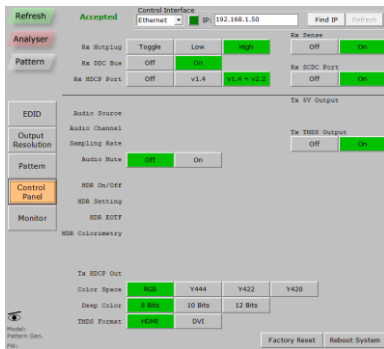 Refresh
Accepted
Control Interface
Ethernet
IP:
192.168.1.50
Find IP
Refresh
Analyser
Pattern
Rx Hotplug
Toggle
Low
High
Rx Sense
Off
On
Rx DDC Bus
Off
On
Rx HDCP Port
Off
v1.4
v1.4 + v2.2
Rx SCDC Port
Off
On
EDID
Output
Resolution
Pattern
Control
Panel
Monitor
Audio Source
Audio Channel
Sampling Rate
Audio Mute
Off
On
Tx 5V Output
Tx TMDS Output
Off
On
HDR On/Off
HDR Setting
HDR EOTF
HDR Colorimetry
Tx HDCP Out
Color Space
RGB
Y444
Y422
Y420
Deep Color
8 Bits
10 Bits
12 Bits
TMDS Format
HDMI
DVI
Model:
Pattern Gen.
FW:
Factory Reset
Reboot System